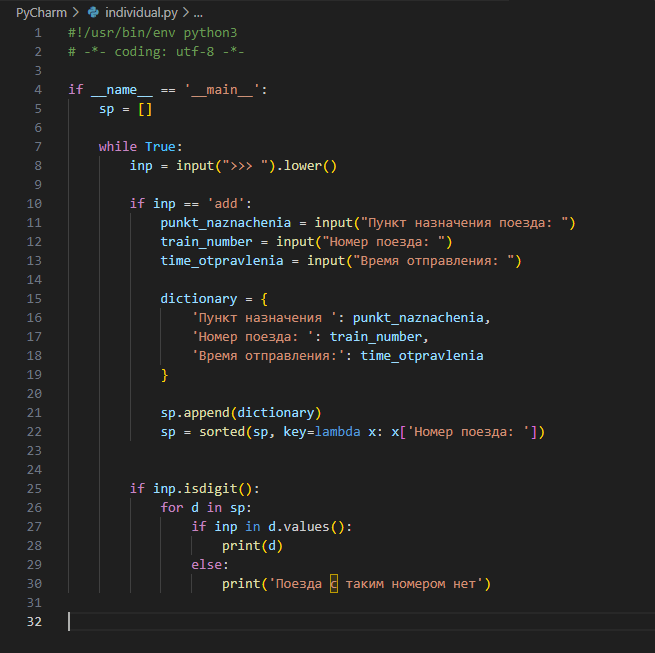 PyCharm > individual.py > ...
1 #!/usr/bin/env python3
2 # -*- coding: utf-8 -*-
3
4 if __name__ == '__main__':
5     sp = []
6
7     while True:
8         inp = input(">>> ").lower()
9
10         if inp == 'add':
11             punkt_naznachenia = input("Пункт назначения поезда: ")
12             train_number = input("Номер поезда: ")
13             time_otpravlenia = input("Время отправления: ")
14
15             dictionary = {
16                 'Пункт назначения ': punkt_naznachenia,
17                 'Номер поезда: ': train_number,
18                 'Время отправления:': time_otpravlenia
19             }
20
21             sp.append(dictionary)
22             sp = sorted(sp, key=lambda x: x['Номер поезда: '])
23
24
25         if inp.isdigit():
26             for d in sp:
27                 if inp in d.values():
28                     print(d)
29                 else:
30                     print('Поезда с таким номером нет')
31
32